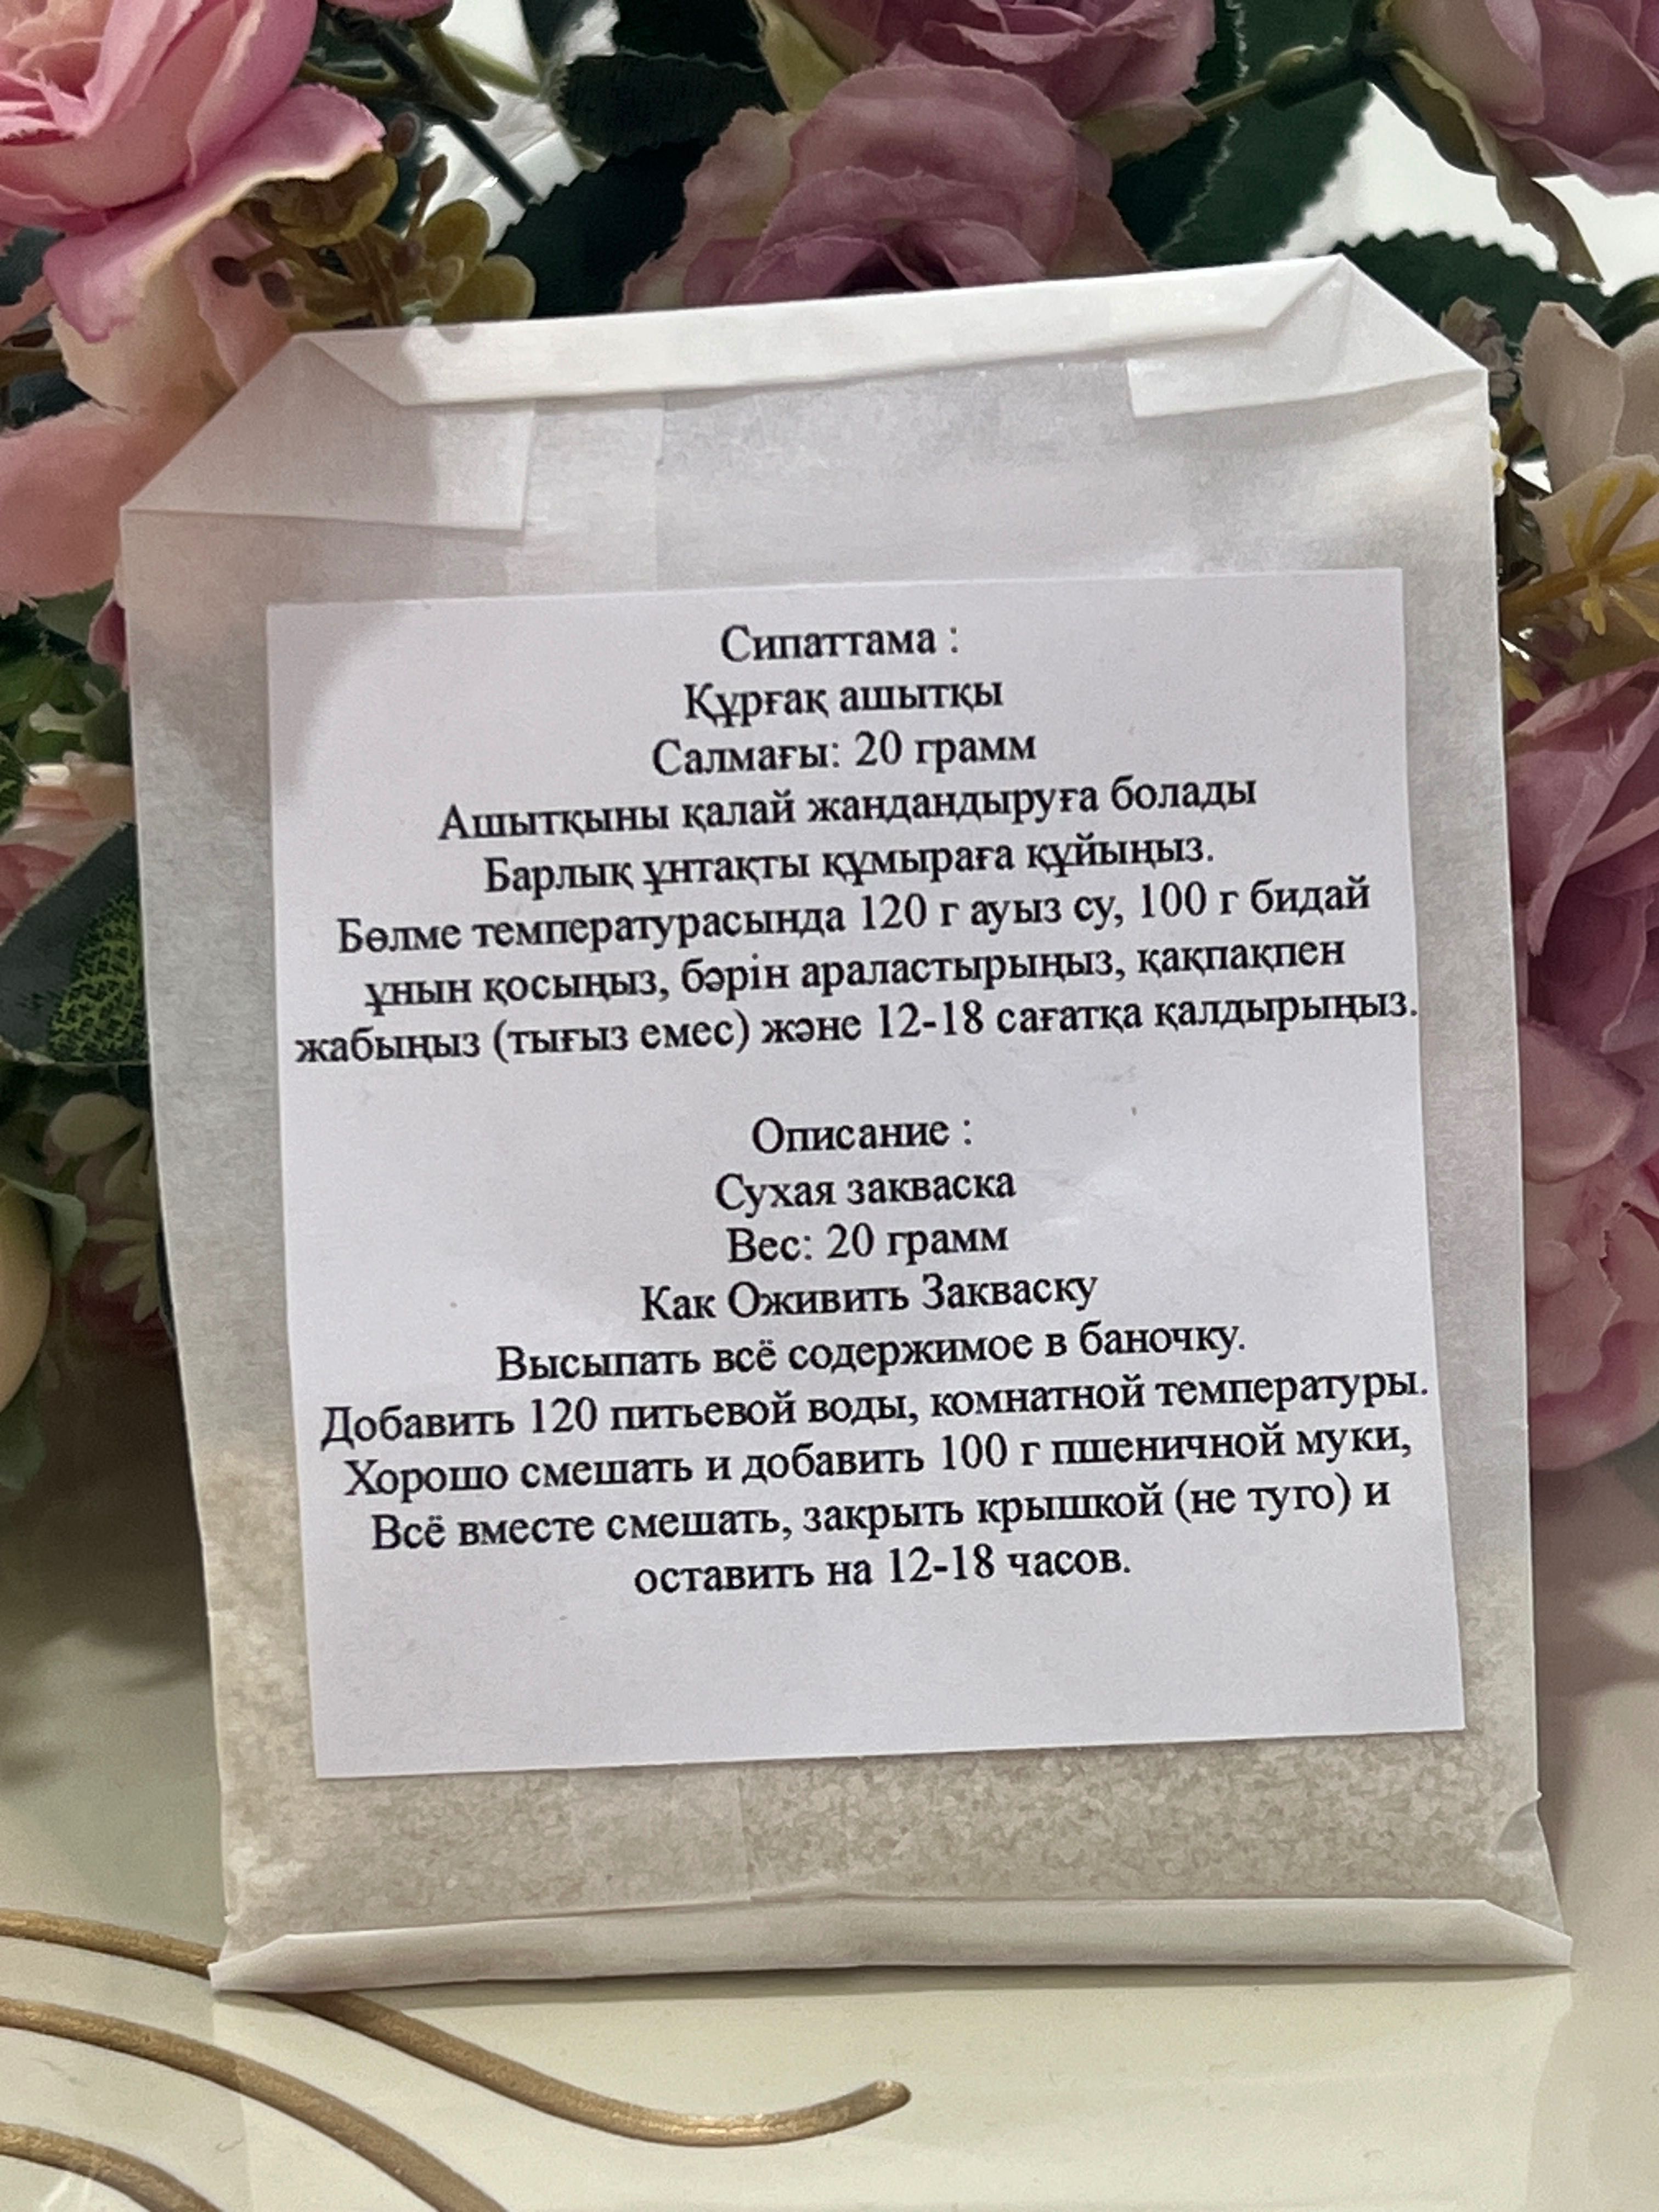 Сипаттама :
Құрғақ ашытқы
Салмағы: 20 грамм
Ашытқыны қалай жандандыруға болады
Барлық ұнтақты құмыраға құйыңыз.
Бөлме температурасында 120 г ауыз су, 100 г бидай
ұнын қосыңыз, бәрін араластырыңыз, қақпақпен
жабыңыз (тығыз емес) және 12-18 сағатқа қалдырыңыз.
Описание :
Сухая закваска
Вес: 20 грамм
Как Оживить Закваску
Высыпать всё содержимое в баночку.
Добавить 120 питьевой воды, комнатной температуры.
Хорошо смешать и добавить 100 г пшеничной муки,
Всё вместе смешать, закрыть крышкой (не туго) и
оставить на 12-18 часов.